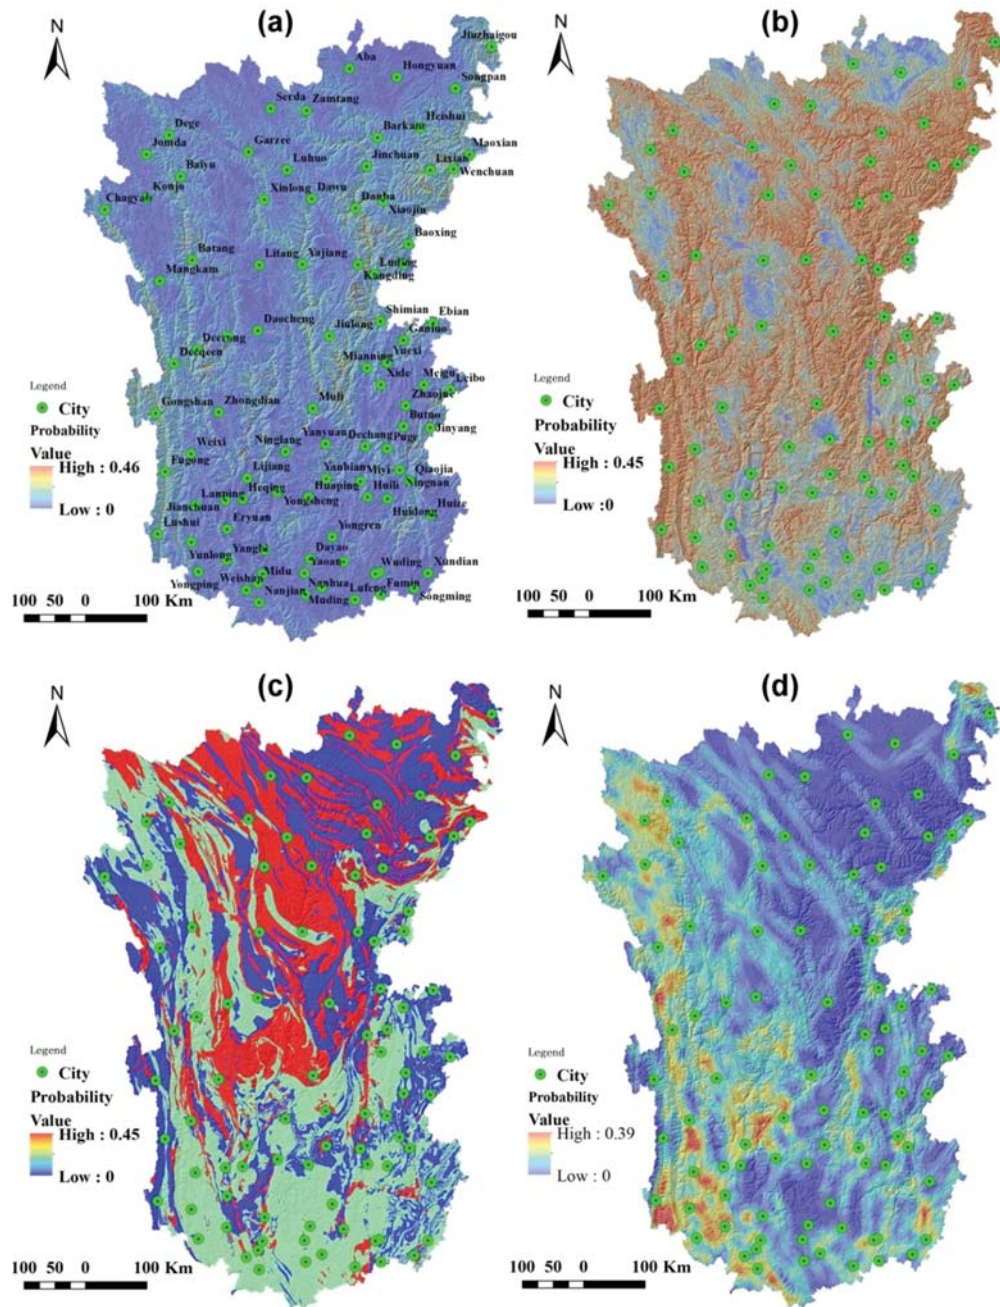 (a)
N
Jiuzhaigou
Aba
Hongyuan
Songpan
Serda
Zamtang
Heishui
Dege
Barkam
Jomda
Garzee
Maoxian
Baiyu
Luhuo
Jinchuan
Lixian
Wenchuan
Konjo
Xinlong
Dawu
Danba
Chagyab
Xiaojin
Baoxing
Batang
Litang
Yajiang
Luding
Mangkam
Kangding
Shimian
Ebian
Daocheng
Jiulong
Ganluo
Deerong
Yuexi
Deeqeen
Mianning
Xide
Meigu
Leibo
Zhaojue
Gongshan
Zhongdian
Muli
Butuo
Jinyang
Weixi
Ninglang
Yanyuan
Dechang
Puge
Fugong
Lijiang
Yanbian
Miyi
Qiaojia
Heqing
Huaping
Huili
Ningnan
Lanping
Yongsheng
Jianchuan
Huidong
Huize
Lushui
Eryuan
Yongren
Yunlong
Yangbi
Dayao
Yaoan
Wuding
Xundian
Yongping
Weishan
Midu
Nanhua
Fumin
Nanjian
Lufeng
Songming
Muding
Legend
City
Probability
Value
High : 0.46
Low : 0
100 50 0 100 Km
(b)
N
Legend
City
Probability
Value
High : 0.45
Low :0
100 50 0 100 Km
(c)
N
Legend
City
Probability
Value
High : 0.45
Low : 0
100 50 0 100 Km
(d)
N
Legend
City
Probability
Value
High : 0.39
Low : 0
100 50 0 100 Km